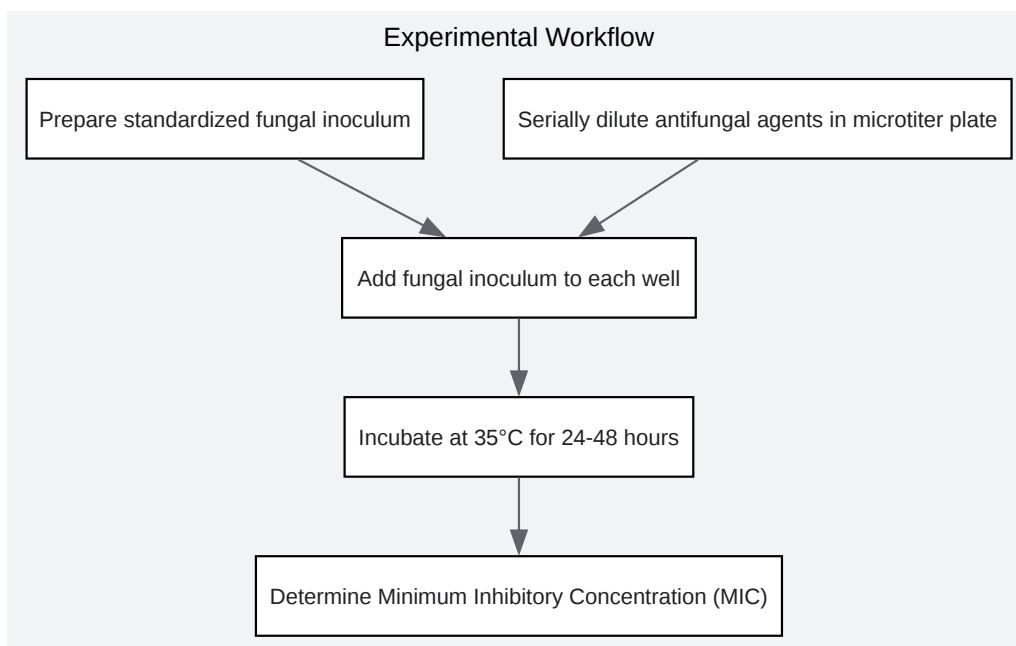 Experimental Workflow
Prepare standardized fungal inoculum
Serially dilute antifungal agents in microtiter plate
Add fungal inoculum to each well
Incubate at 35°C for 24-48 hours
Determine Minimum Inhibitory Concentration (MIC)